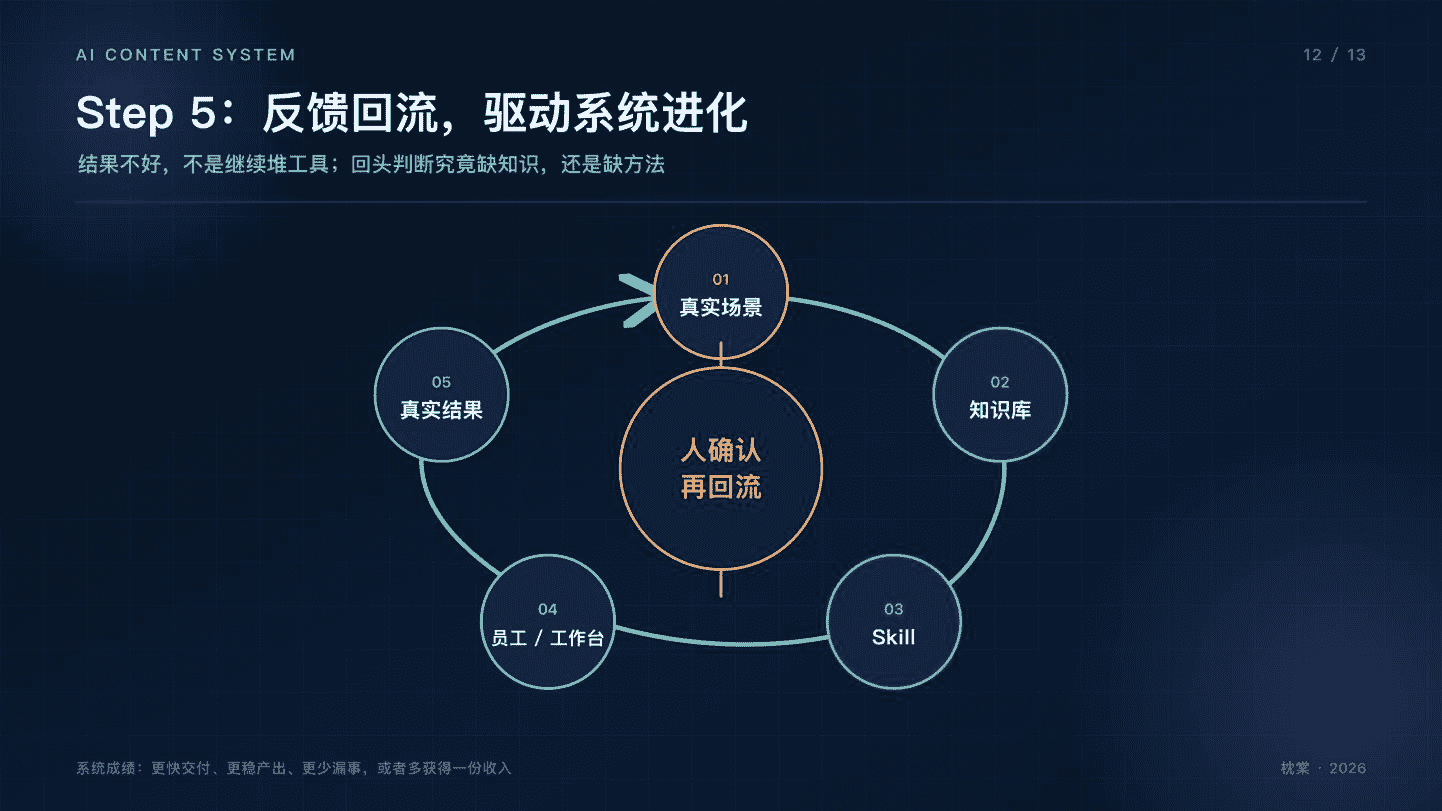 AI CONTENT SYSTEM
12 / 13
Step 5：反馈回流，驱动系统进化
结果不好，不是继续堆工具；回头判断究竟缺知识，还是缺方法
01
真实场景
02
知识库
03
Skill
04
员工 / 工作台
05
真实结果
人确认
再回流
系统成绩：更快交付、更稳产出、更少漏事，或者多获得一份收入
枕棠 · 2026